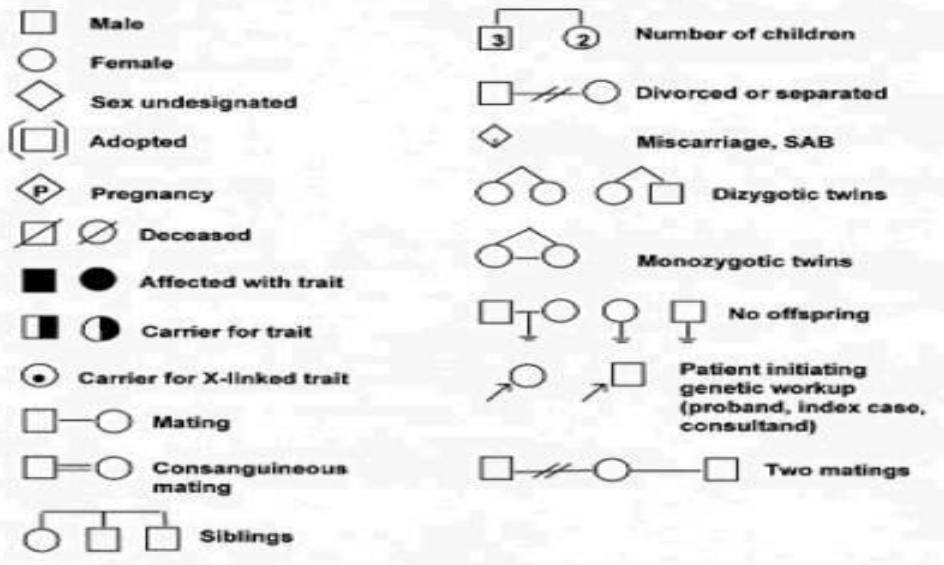 Male
Female
Sex undesignated
Adopted
P
Pregnancy
Deceased
Affected with trait
Carrier for trait
Carrier for X-linked trait
Mating
Consanguineous
mating
Siblings
3 2
Number of children
Divorced or separated
Miscarriage, SAB
Dizygotic twins
Monozygotic twins
No offspring
Patient initiating
genetic workup
(proband, index case,
consultand)
Two matings